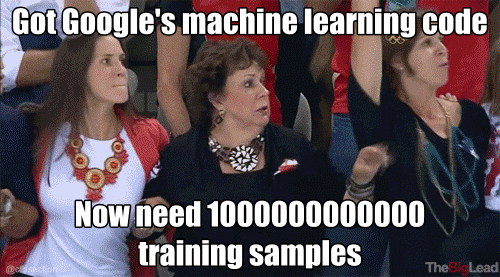 Got Google's machine learning code
Now need 1000000000000
training samples
TheBigLead